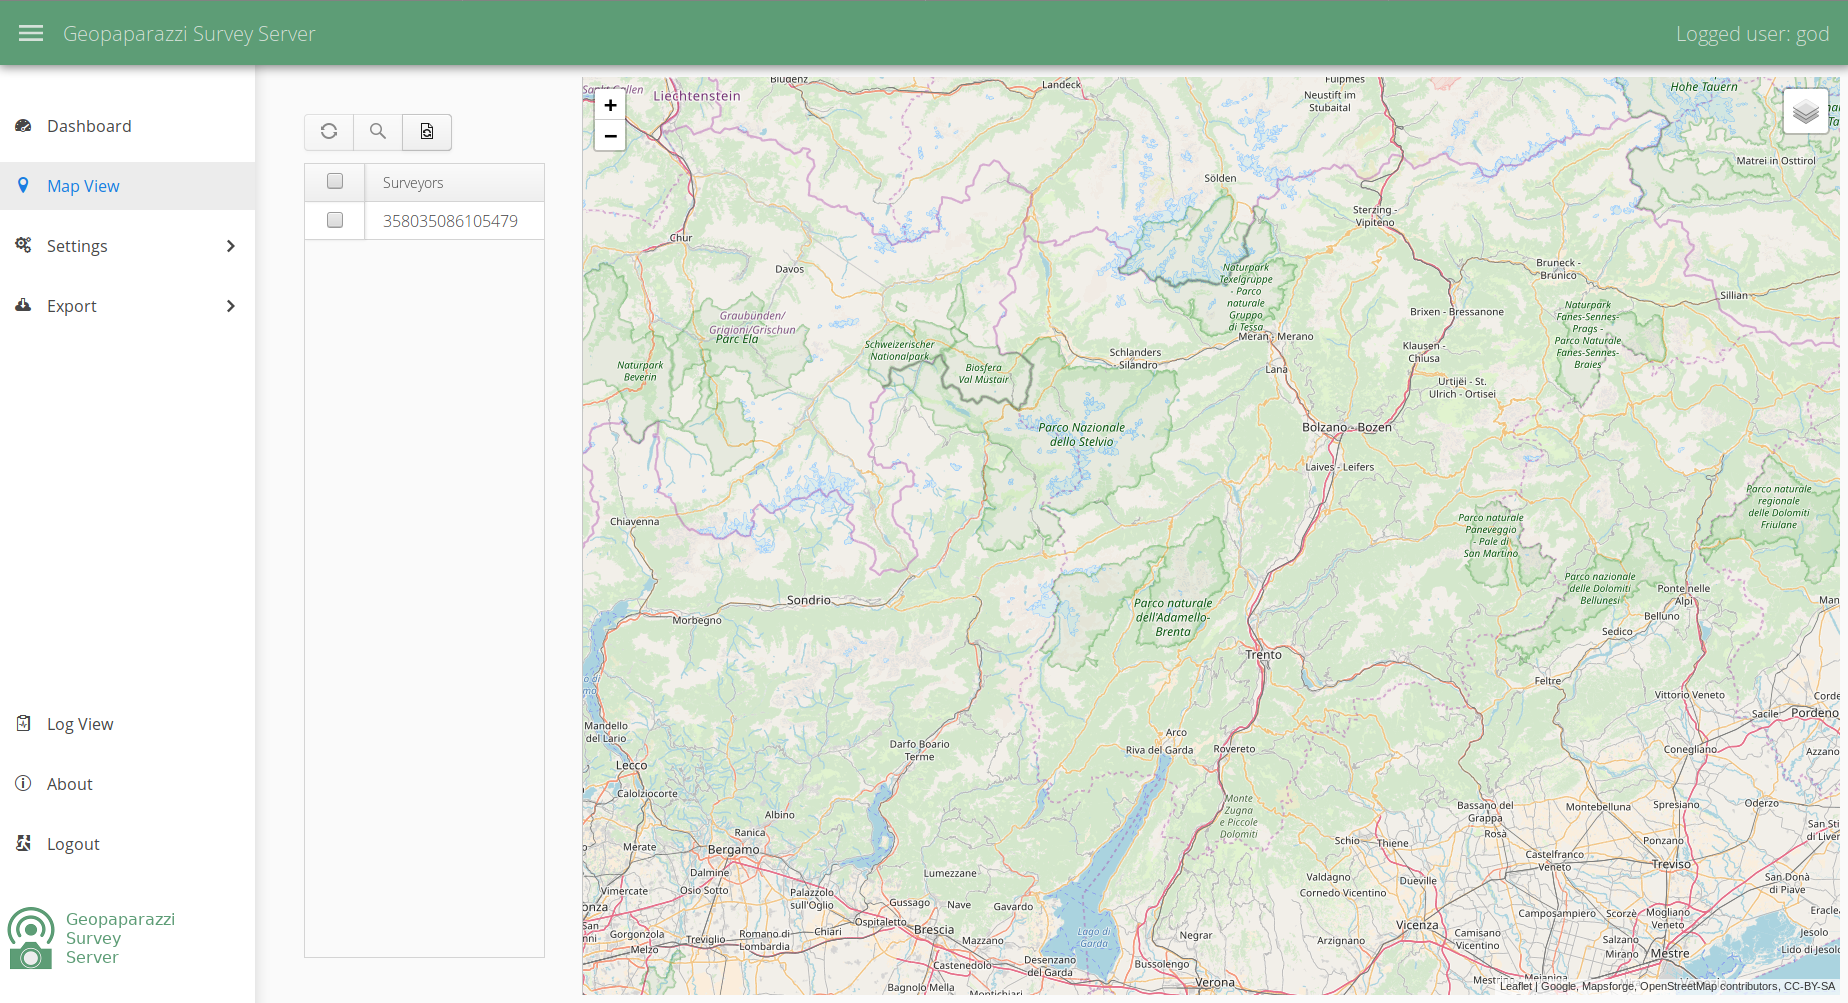 Geopaparazzi Survey Server
Logged user: god
Dashboard
Map View
Settings
Export
Log View
About
Logout
Geopaparazzi
Survey
Server
Surveyors
358035086105479
+
−
Bludenz
Landeck
Fulpmes
Hohe Tauern
Liechtenstein
Neustift im
Stubaital
Matrei in Osttirol
Sölden
Sterzing -
Vipiteno
Chur
Davos
Naturpark
Texelgruppe
- Parco
naturale
Gruppo
di Tessa
Bruneck -
Brunico
Sillian
Graubünden/
Grigioni/Grischun
Parc Ela
Brixen - Bressanone
Naturpark
Fanes-Sennes-
Prags -
Parco Naturale
Fanes-Sennes-
Braies
Meran - Merano
Schweizerischer
Nationalpark
Schlanders
- Silandro
Klausen -
Chiusa
Naturpark
Beverin
Biosfera
Val Müstair
Lana
Urtijëi - St.
Ulrich - Ortisei
Parco Nazionale
dello Stelvio
Bolzano - Bozen
Laives - Leifers
Parco naturale
regionale
delle Dolomiti
Friulane
Chiavenna
Parco naturale
Paneveggio
- Pale di
San Martino
Parco nazionale
delle Dolomiti
Bellunesi
Ponte nelle
Alpi
Sondrio
Parco naturale
dell'Adamello-
Brenta
Morbegno
Belluno
Sedico
Trento
Feltre
Vittorio Veneto
Mandello
del Lario
Sacile
Pordeno
Arco
Darfo Boario
Terme
Riva del Garda
Rovereto
Conegliano
Azzano
Lecco
Calolziocorte
Monte
Zugna
e Piccole
Dolomiti
Bassano del
Grappa
Montebelluna
Spresiano
Oderzo
Albino
Ranica
Rosà
San Sti
di Liver
Merate
Bergamo
Schio
Thiene
Ponzano
Castelfranco
Veneto
Treviso
Dalmine
Lumezzane
Valdagno
Dueville
San Donà
di Piave
Vimercate
Osio Sotto
Palazzolo
sull'Oglio
Cornedo Vicentino
Gussago
Nave
Gavardo
Camposampiero
Scorzè
Mogliano
Veneto
Eracle
Ospitaletto
Vicenza
Gorgonzola
Treviglio
Romano di
Lombardia
Chiari
Brescia
Mazzano
Lago di
Garda
Negrar
Arzignano
Camisano
Vicentino
Salzano
Mirano
Mestre
Jesolo
Lido di Jesol
Melzo
Castenedolo
Desenzano
del Garda
Bussolengo
Verona
Bagnolo Mella
Montichiari
Leaflet | Google, Mapsforge, OpenStreetMap contributors, CC-BY-SA